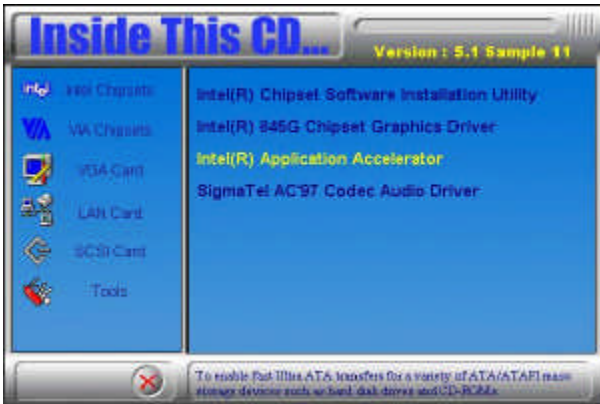 Inside This CD...
Version : 5.1 Sample 11
intel
Intel Chipsets
VIA
VIA Chipsets
VGA Card
LAN Card
SCSI Card
Tools
Intel(R) Chipset Software Installation Utility
Intel(R) 845G Chipset Graphics Driver
Intel(R) Application Accelerator
SigmaTel AC'97 Codec Audio Driver
To enable Fast Ultra ATA transfers for a variety of ATA/ATAPI mass
storage devices such as hard disk drives and CD-ROMs